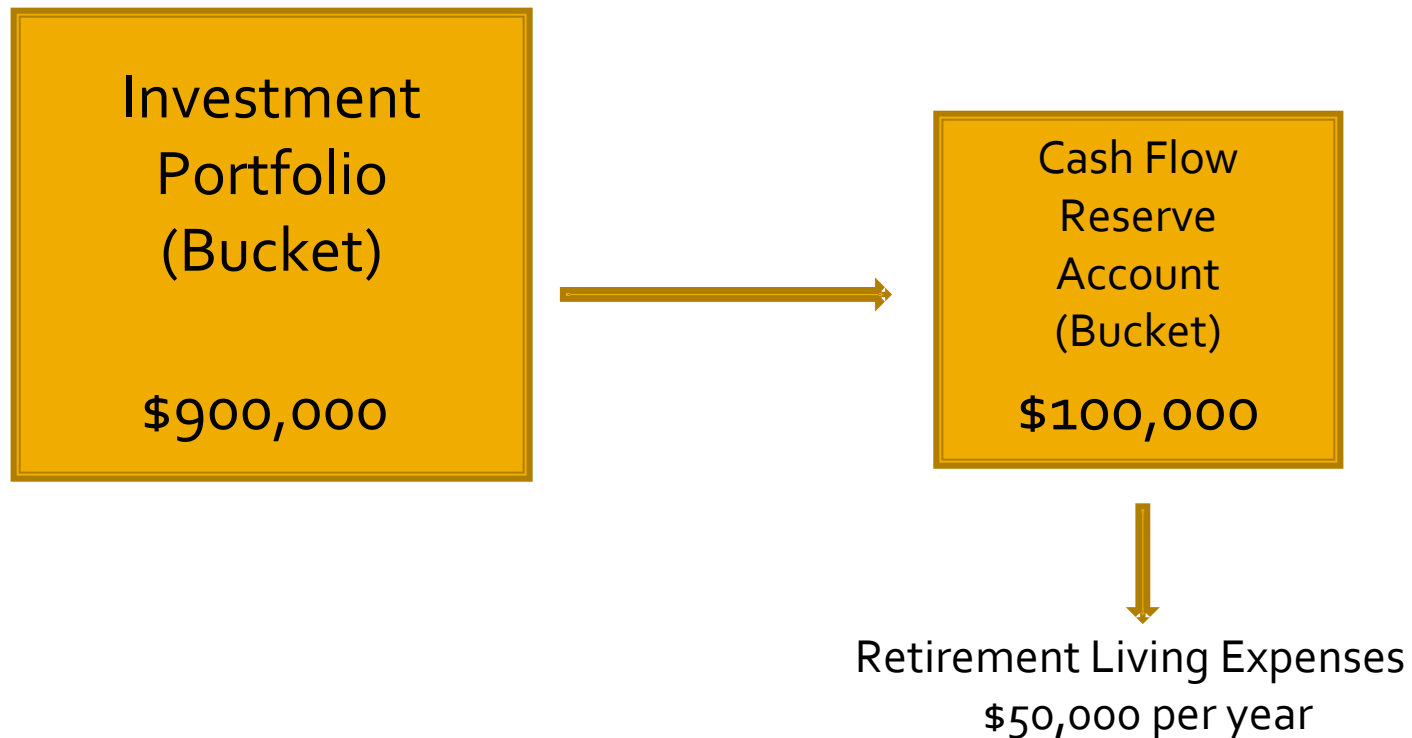 Investment
Portfolio
(Bucket)
$900,000
Cash Flow
Reserve
Account
(Bucket)
$100,000
Retirement Living Expenses
$50,000 per year